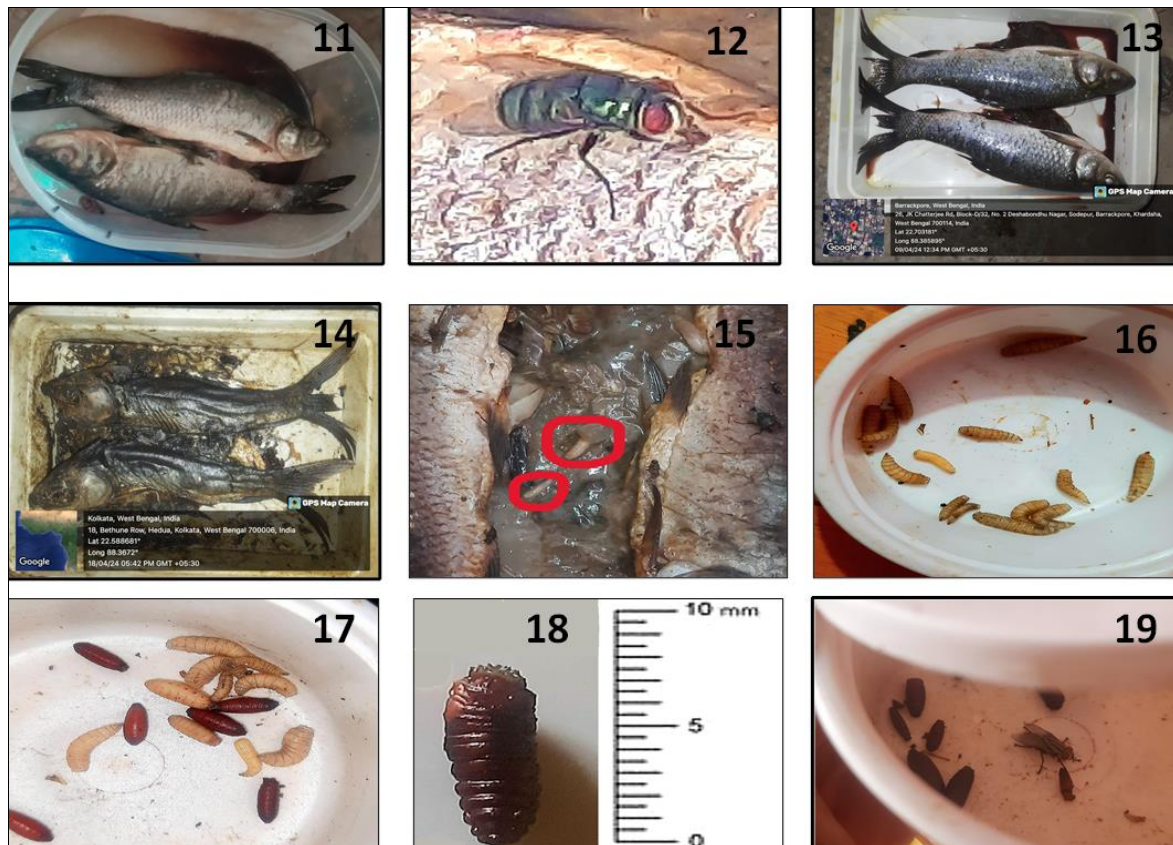 11
12
13
GPS Map Camera
Barrackpore, West Bengal, India
26, JK Chatterjee Rd, Block-D/32, No. 2 Deshabondhu Nagar, Sodepur, Barrackpore, Khardaha,
West Bengal 700114, India
Lat 22.703181°
Long 88.385895°
09/04/24 12:34 PM GMT +05:30
Google
14
GPS Map Camera
Kolkata, West Bengal, India
18, Bethune Row, Hedua, Kolkata, West Bengal 700006, India
Lat 22.588681°
Long 88.3672°
18/04/24 05:42 PM GMT +05:30
Google
15
16
17
18
10 mm
5
0
19